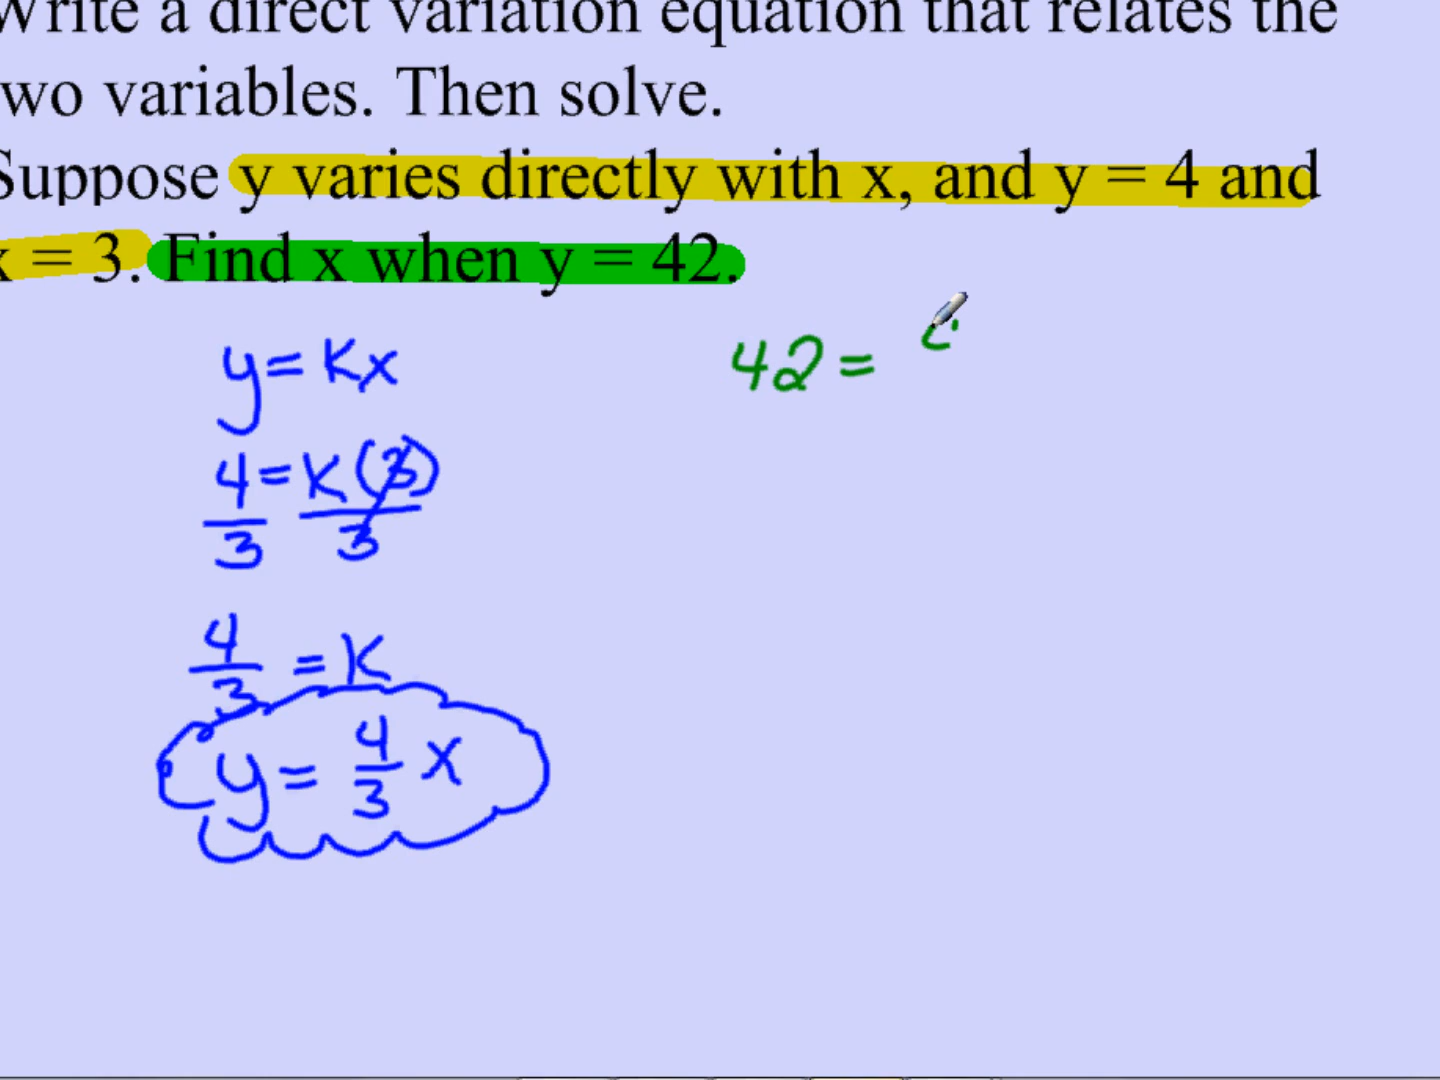 Write a direct variation equation that relates the
two variables. Then solve.
Suppose y varies directly with x, and y = 4 and
x = 3. Find x when y = 42.
y = Kx
42 =
4 = K(3)
3 3
4/3 = K
y = 4/3 x